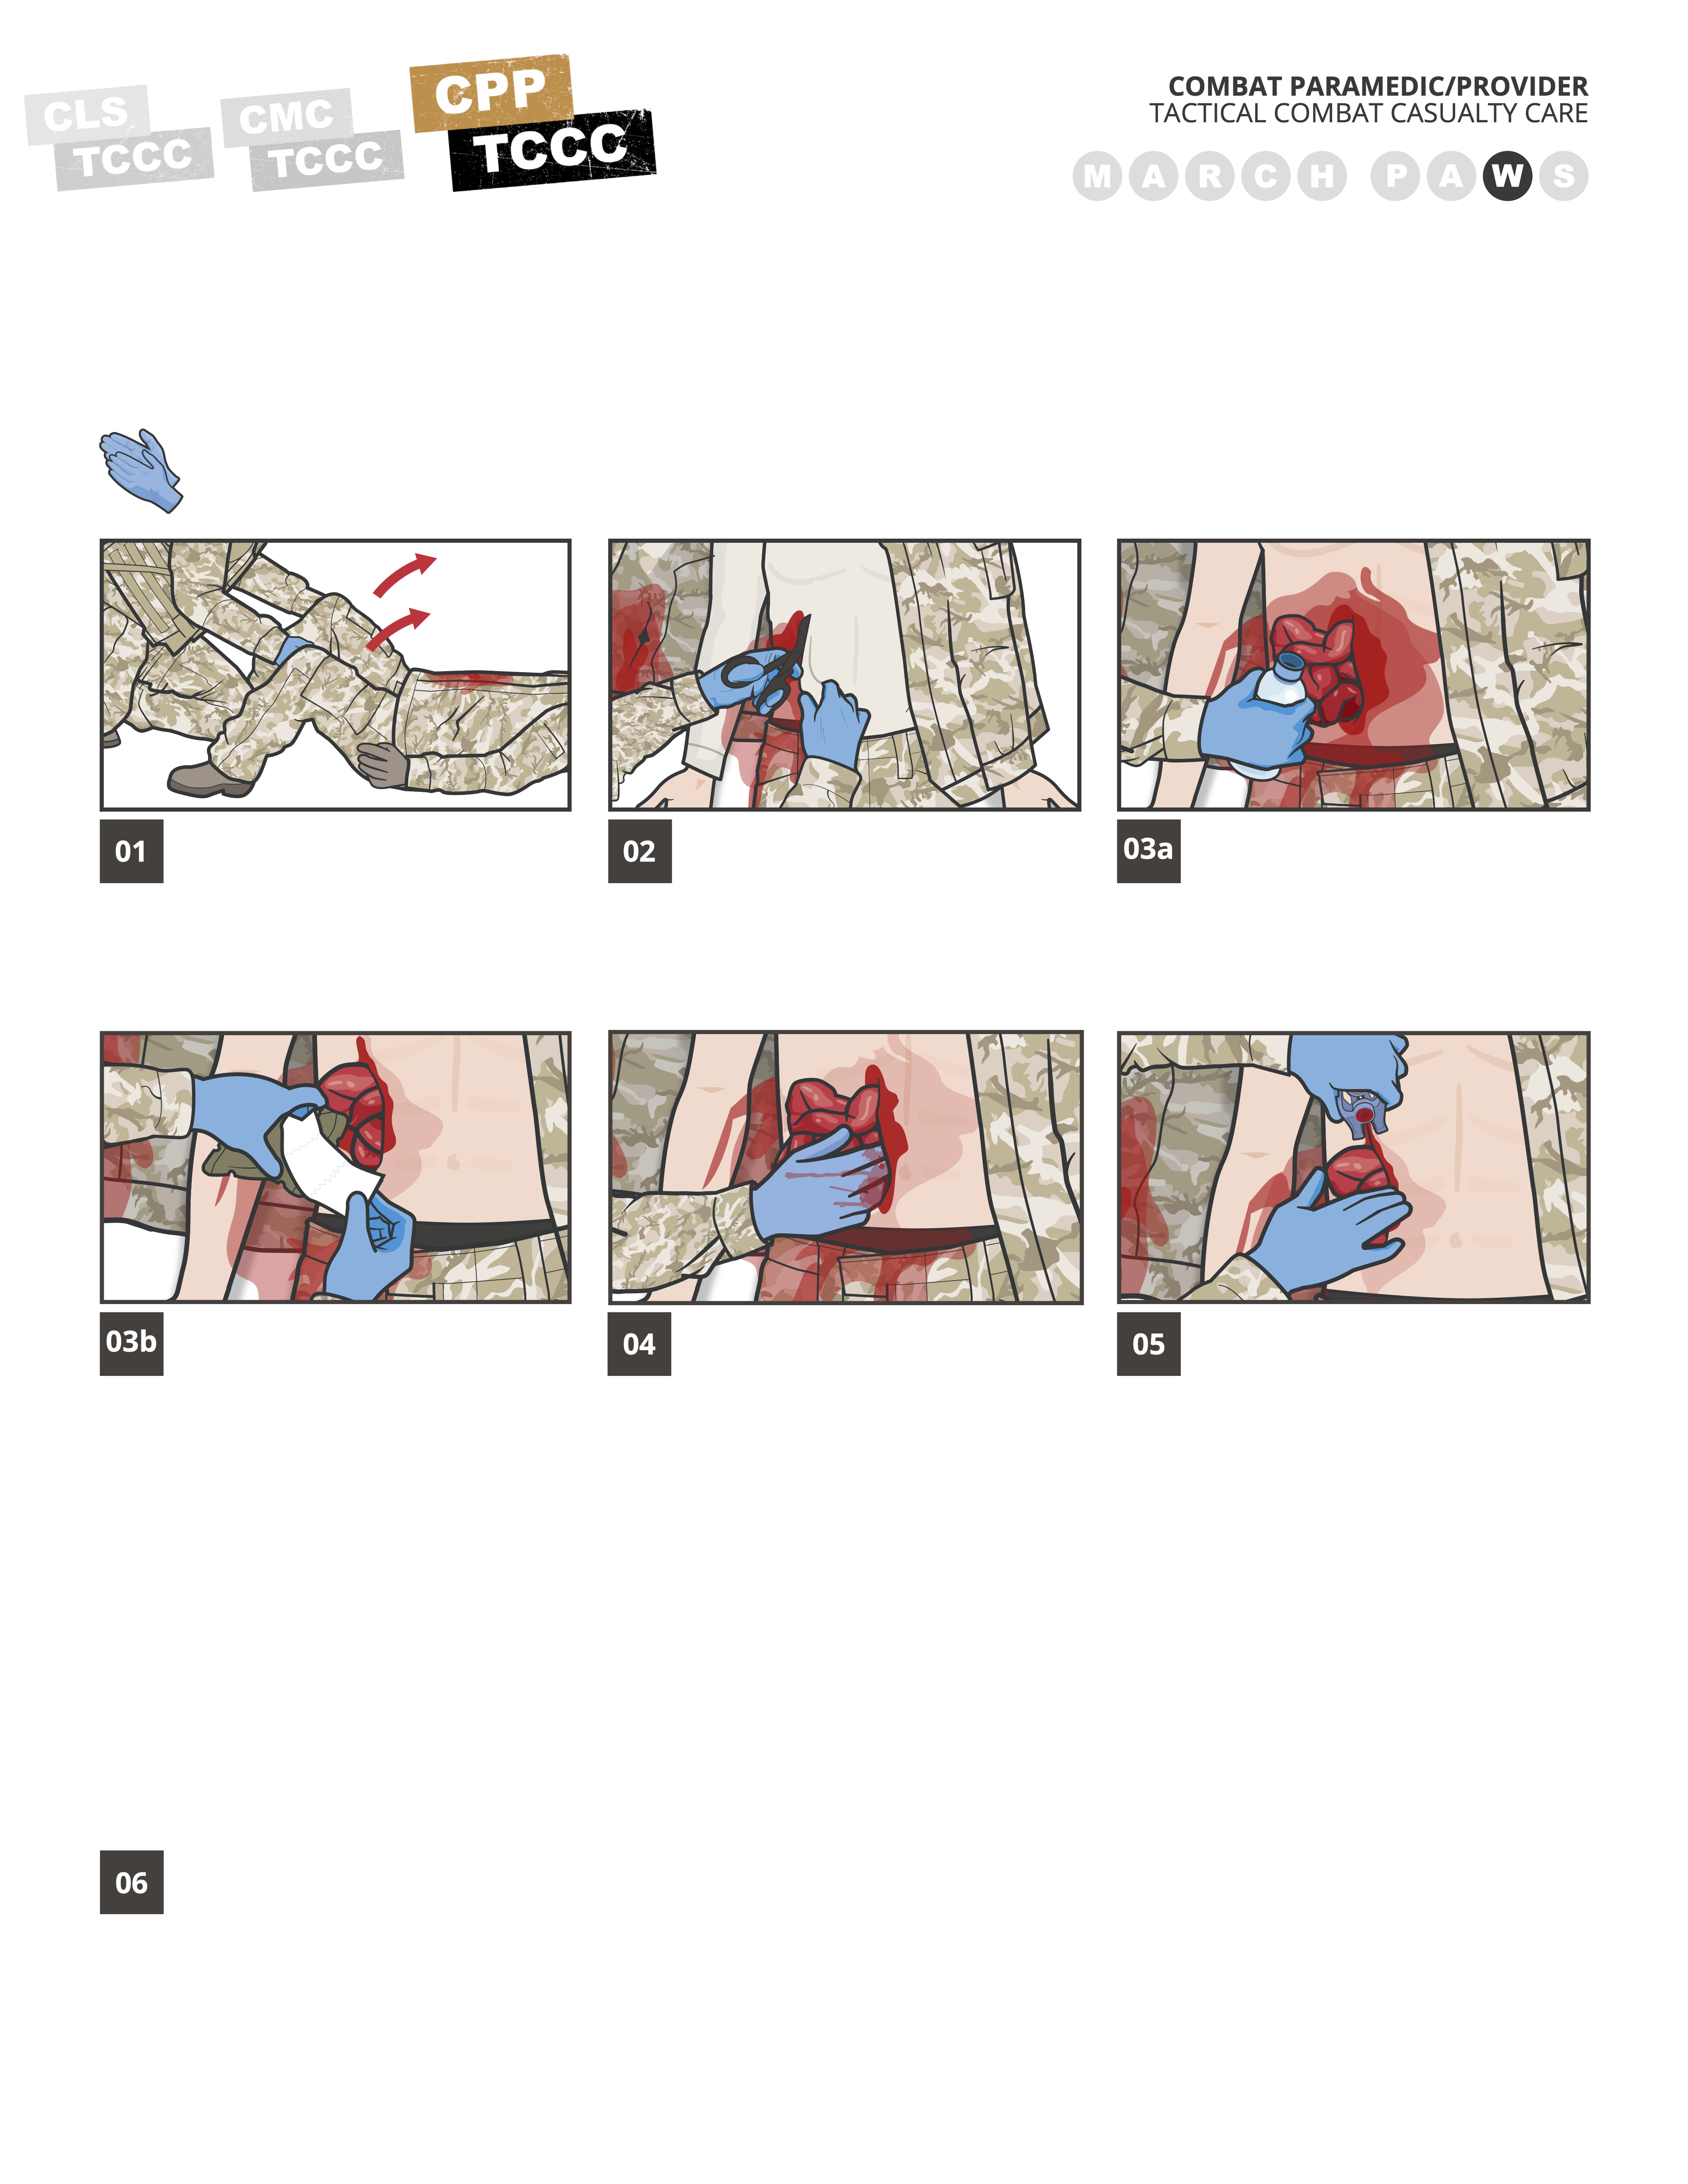 CLS
TCCC
CMC
TCCC
CPP
TCCC
COMBAT PARAMEDIC/PROVIDER
TACTICAL COMBAT CASUALTY CARE
M A R C H P A W S
01
02
03a
03b
04
05
06